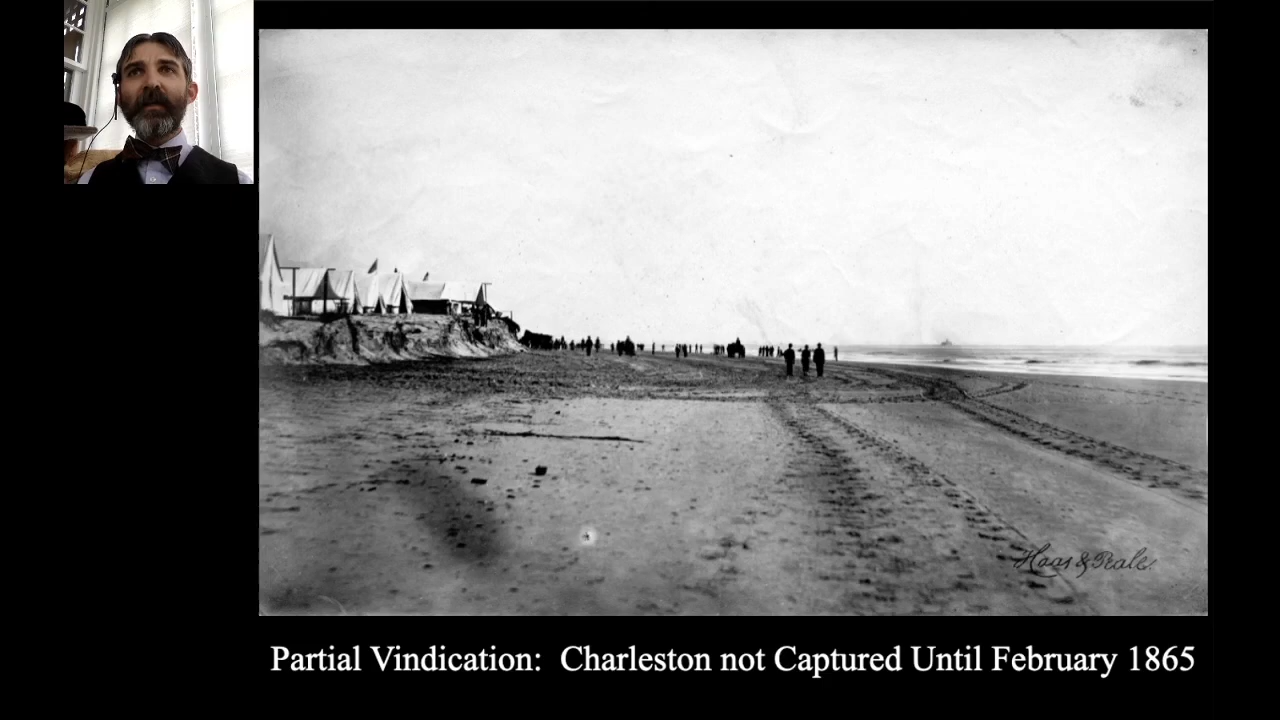 Haas & Peale.
Partial Vindication:  Charleston not Captured Until February 1865